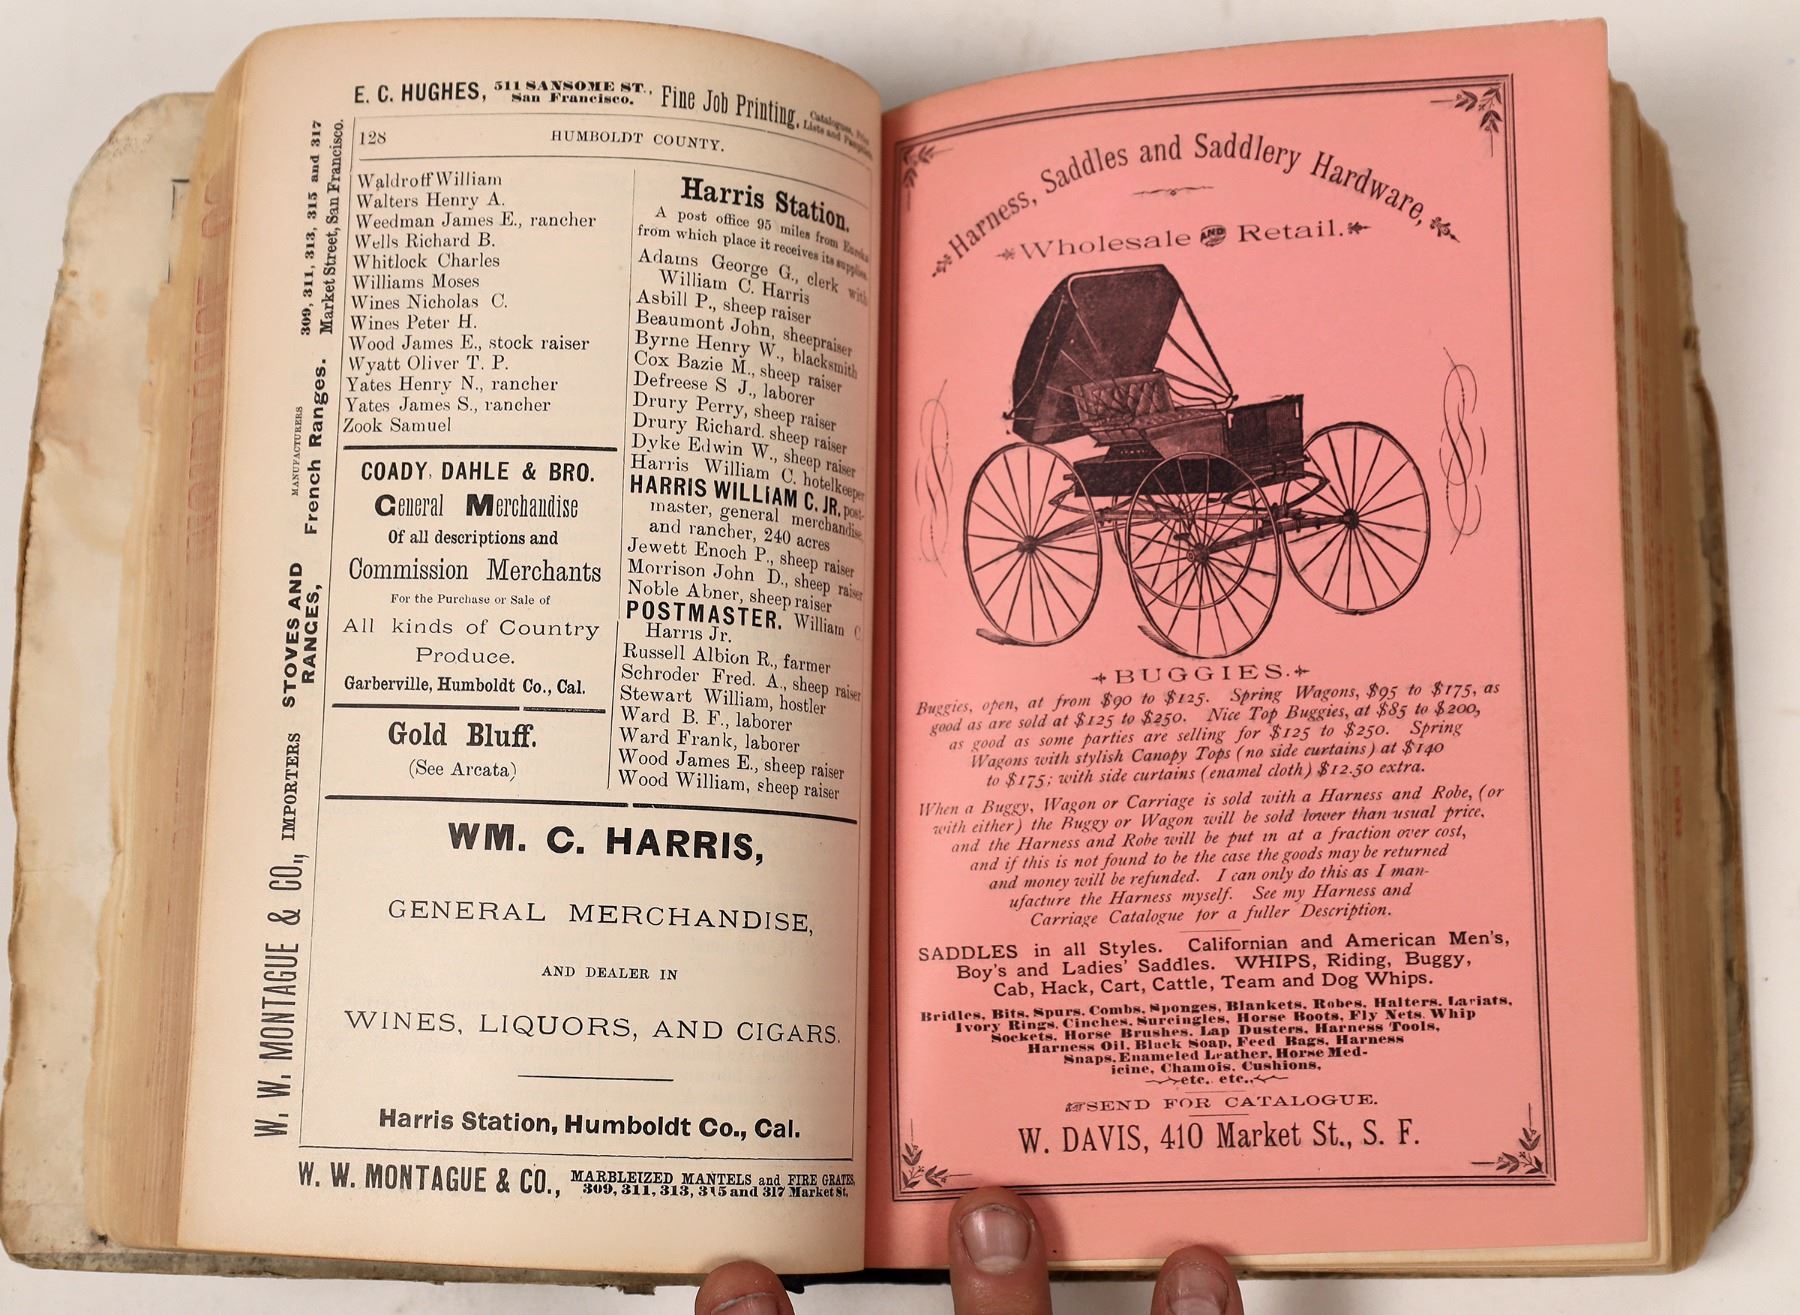 E. C. HUGHES, 511 SANSOME ST., San Francisco. Fine Job Printing, Catalogues, Price Lists and Pamphlets
128 HUMBOLDT COUNTY.
Waldroff William
Walters Henry A.
Weedman James E., rancher
Wells Richard B.
Whitlock Charles
Williams Moses
Wines Nicholas C.
Wines Peter H.
Wood James E., stock raiser
Wyatt Oliver T. P.
Yates Henry N., rancher
Yates James S., rancher
Zook Samuel
COADY, DAHLE & BRO.
General Merchandise
Of all descriptions and
Commission Merchants
For the Purchase or Sale of
All kinds of Country
Produce.
Garberville, Humboldt Co., Cal.
Gold Bluff.
(See Arcata)
Harris Station.
A post office 95 miles from Eureka
from which place it receives its supplies.
Adams George G., clerk with
William C. Harris
Asbill P., sheep raiser
Beaumont John, sheepraiser
Byrne Henry W., blacksmith
Cox Bazie M., sheep raiser
Defreese S J., laborer
Drury Perry, sheep raiser
Drury Richard. sheep raiser
Dyke Edwin W., sheep raiser
Harris William C. hotelkeeper
HARRIS WILLIAM C. JR, post-
master, general merchandise,
and rancher, 240 acres
Jewett Enoch P., sheep raiser
Morrison John D., sheep raiser
Noble Abner, sheep raiser
POSTMASTER. William C
Harris Jr.
Russell Albion R., farmer
Schroder Fred. A., sheep raiser
Stewart William, hostler
Ward B. F., laborer
Ward Frank, laborer
Wood James E., sheep raiser
Wood William, sheep raiser
WM. C. HARRIS,
GENERAL MERCHANDISE,
AND DEALER IN
WINES, LIQUORS, AND CIGARS.
Harris Station, Humboldt Co., Cal.
W. W. MONTAGUE & CO., MARBLEIZED MANTELS and FIRE GRATES, 309, 311, 313, 315 and 317 Market St.
W. W. MONTAGUE & CO., IMPORTERS STOVES AND RANGES, MANUFACTURERS French Ranges. 309, 311, 313, 315 and 317 Market Street, San Francisco.
Harness, Saddles and Saddlery Hardware,
Wholesale AND Retail.
BUGGIES.
Buggies, open, at from $90 to $125. Spring Wagons, $95 to $175, as
good as are sold at $125 to $250. Nice Top Buggies, at $85 to $200,
as good as some parties are selling for $125 to $250. Spring
Wagons with stylish Canopy Tops (no side curtains) at $140
to $175; with side curtains (enamel cloth) $12.50 extra.
When a Buggy, Wagon or Carriage is sold with a Harness and Robe, (or
with either) the Buggy or Wagon will be sold lower than usual price,
and the Harness and Robe will be put in at a fraction over cost,
and if this is not found to be the case the goods may be returned
and money will be refunded. I can only do this as I man-
ufacture the Harness myself. See my Harness and
Carriage Catalogue for a fuller Description.
SADDLES in all Styles. Californian and American Men's,
Boy's and Ladies' Saddles. WHIPS, Riding, Buggy,
Cab, Hack, Cart, Cattle, Team and Dog Whips.
Bridles, Bits, Spurs, Combs, Sponges, Blankets, Robes, Halters, Lariats,
Ivory Rings, Cinches, Surcingles, Horse Boots, Fly Nets, Whip
Sockets, Horse Brushes, Lap Dusters, Harness Tools,
Harness Oil, Black Soap, Feed Bags, Harness
Snaps, Enameled Leather, Horse Med-
icine, Chamois, Cushions,
etc., etc.,
SEND FOR CATALOGUE.
W. DAVIS, 410 Market St., S. F.